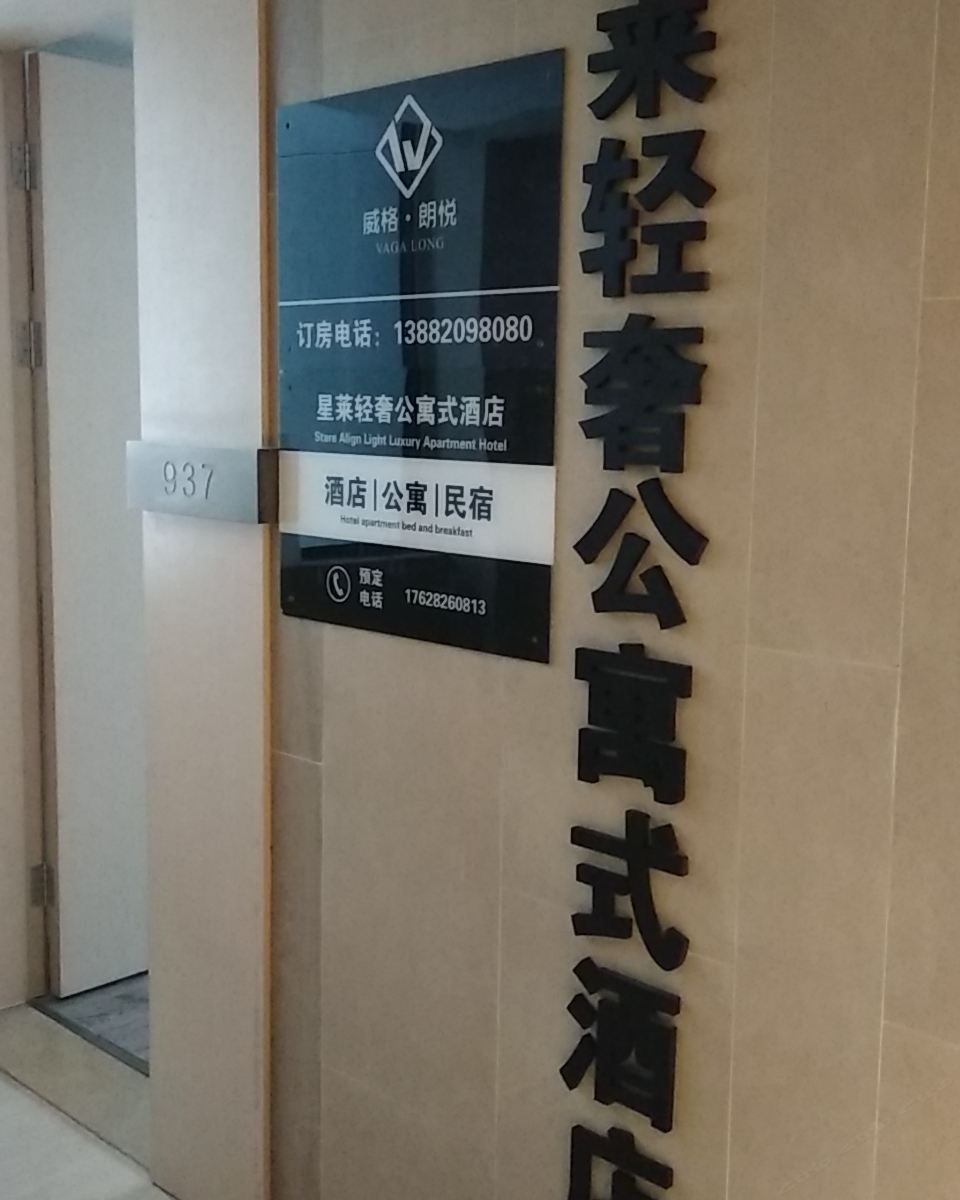 威格·朗悦
VAGA LONG
订房电话：13882098080
星莱轻奢公寓式酒店
Stare Align Light Luxury Apartment Hotel
酒店|公寓|民宿
Hotel apartment bed and breakfast
预定
电话
17628260813
937
莱轻奢公寓式酒店